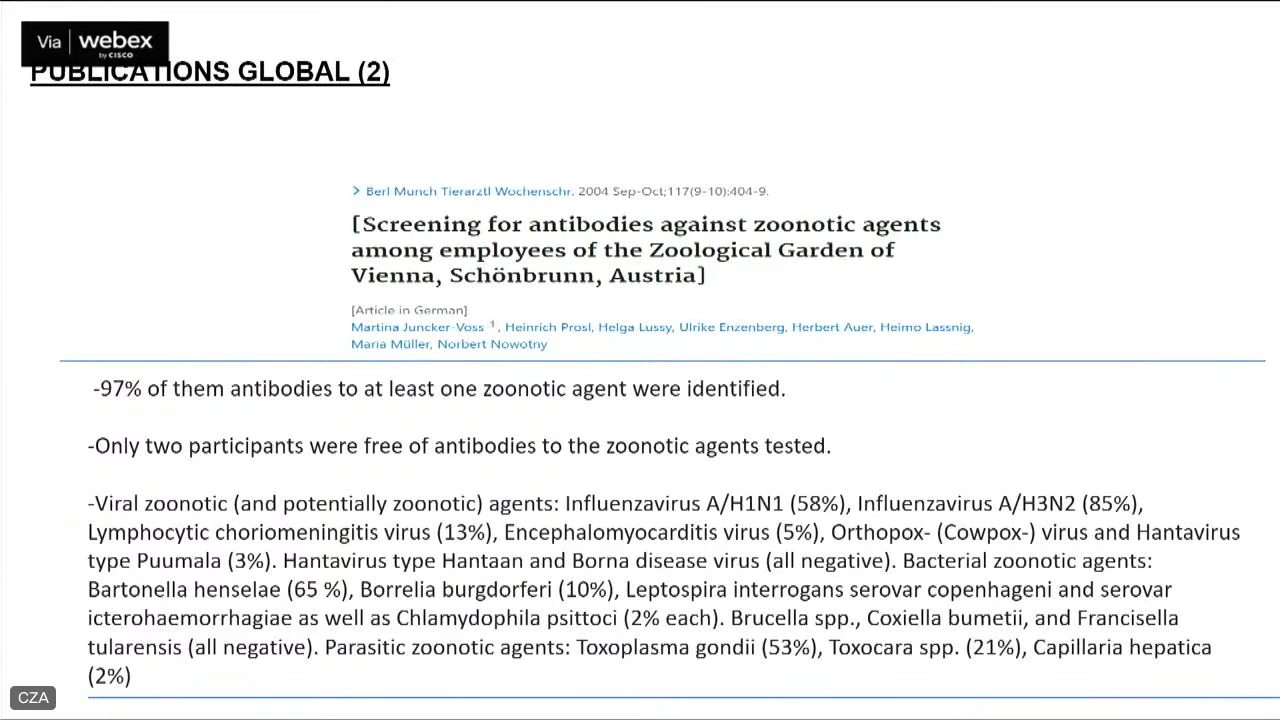 Via webex
by CISCO
PUBLICATIONS GLOBAL (2)
> Berl Munch Tierarztl Wochenschr. 2004 Sep-Oct;117(9-10):404-9.
[Screening for antibodies against zoonotic agents
among employees of the Zoological Garden of
Vienna, Schönbrunn, Austria]
[Article in German]
Martina Juncker-Voss 1, Heinrich Prosl, Helga Lussy, Ulrike Enzenberg, Herbert Auer, Heimo Lassnig,
Maria Müller, Norbert Nowotny
-97% of them antibodies to at least one zoonotic agent were identified.
-Only two participants were free of antibodies to the zoonotic agents tested.
-Viral zoonotic (and potentially zoonotic) agents: Influenzavirus A/H1N1 (58%), Influenzavirus A/H3N2 (85%),
Lymphocytic choriomeningitis virus (13%), Encephalomyocarditis virus (5%), Orthopox- (Cowpox-) virus and Hantavirus
type Puumala (3%). Hantavirus type Hantaan and Borna disease virus (all negative). Bacterial zoonotic agents:
Bartonella henselae (65 %), Borrelia burgdorferi (10%), Leptospira interrogans serovar copenhageni and serovar
icterohaemorrhagiae as well as Chlamydophila psittoci (2% each). Brucella spp., Coxiella bumetii, and Francisella
tularensis (all negative). Parasitic zoonotic agents: Toxoplasma gondii (53%), Toxocara spp. (21%), Capillaria hepatica
(2%)
CZA